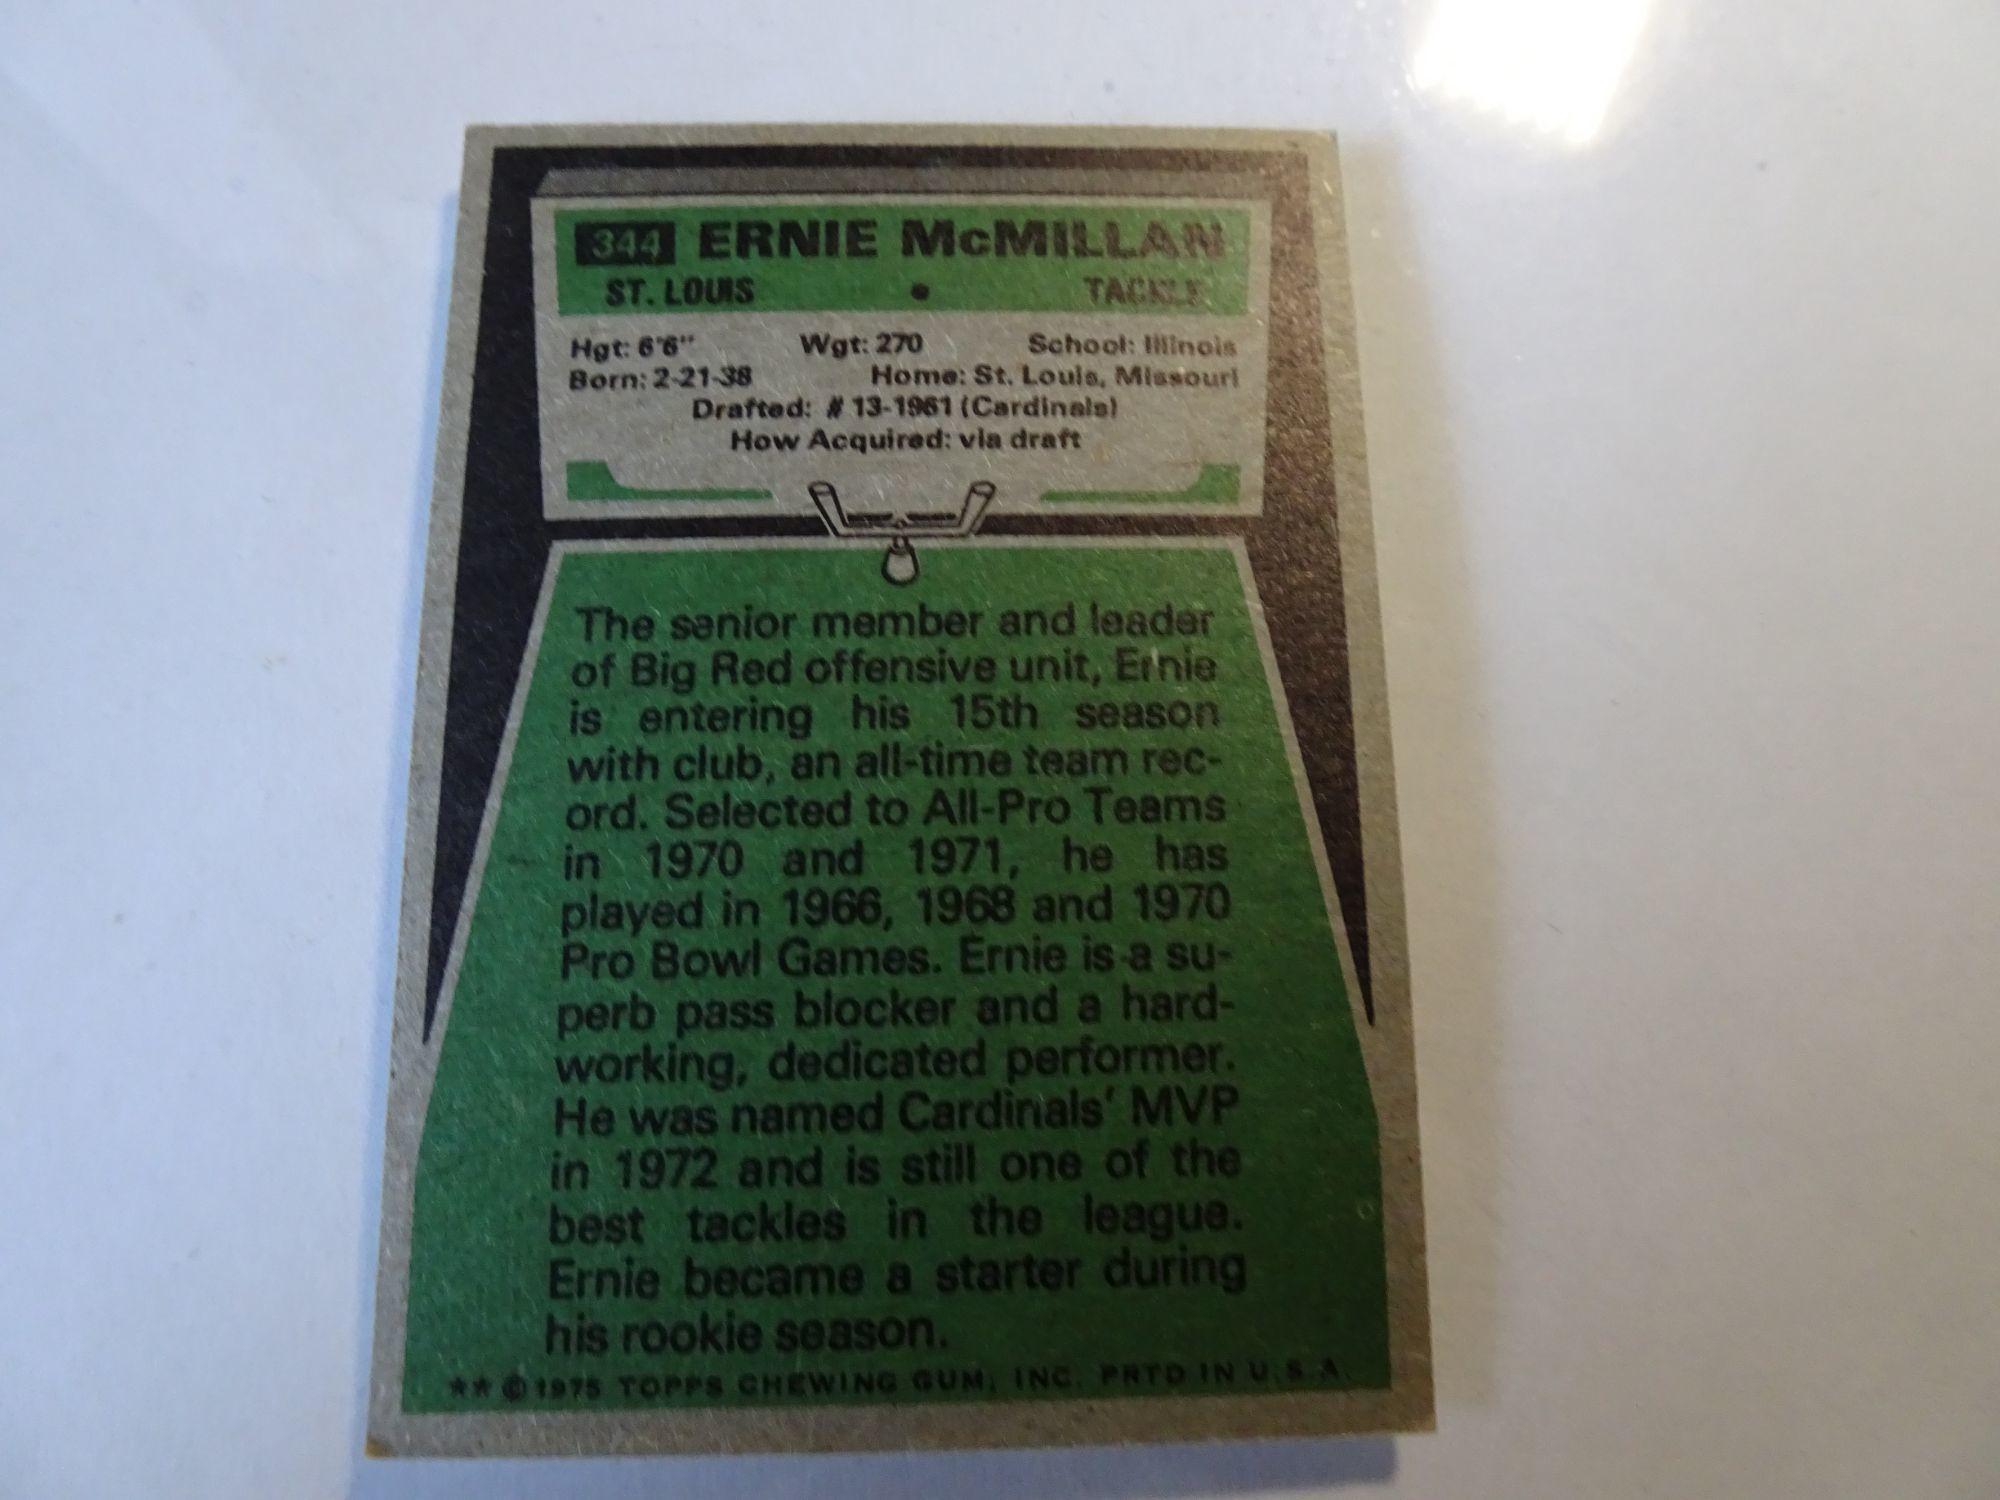 344 ERNIE McMILLAN
ST. LOUIS • TACKLE
Hgt: 6'6" Wgt: 270 School: Illinois
Born: 2-21-38 Home: St. Louis, Missouri
Drafted: # 13-1961 (Cardinals)
How Acquired: via draft
The senior member and leader
of Big Red offensive unit, Ernie
is entering his 15th season
with club, an all-time team rec-
ord. Selected to All-Pro Teams
in 1970 and 1971, he has
played in 1966, 1968 and 1970
Pro Bowl Games. Ernie is a su-
perb pass blocker and a hard-
working, dedicated performer.
He was named Cardinals' MVP
in 1972 and is still one of the
best tackles in the league.
Ernie became a starter during
his rookie season.
** © 1975 TOPPS CHEWING GUM, INC. PRTD IN U.S.A.